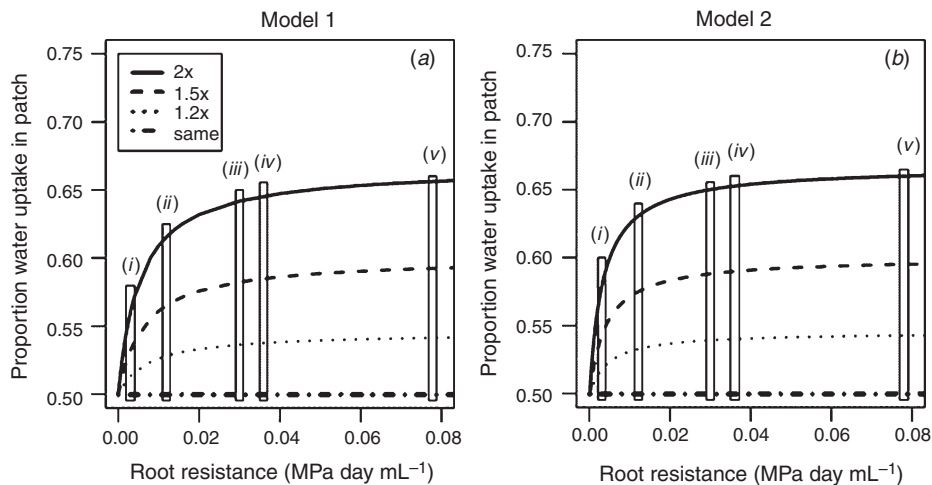 Model 1
Proportion water uptake in patch
0.75
0.70
0.65
0.60
0.55
0.50
(a)
2x
1.5x
1.2x
same
(i)
(ii)
(iii)
(iv)
(v)
0.00 0.02 0.04 0.06 0.08
Root resistance (MPa day mL⁻¹)
Model 2
Proportion water uptake in patch
0.75
0.70
0.65
0.60
0.55
0.50
(b)
(i)
(ii)
(iii)
(iv)
(v)
0.00 0.02 0.04 0.06 0.08
Root resistance (MPa day mL⁻¹)